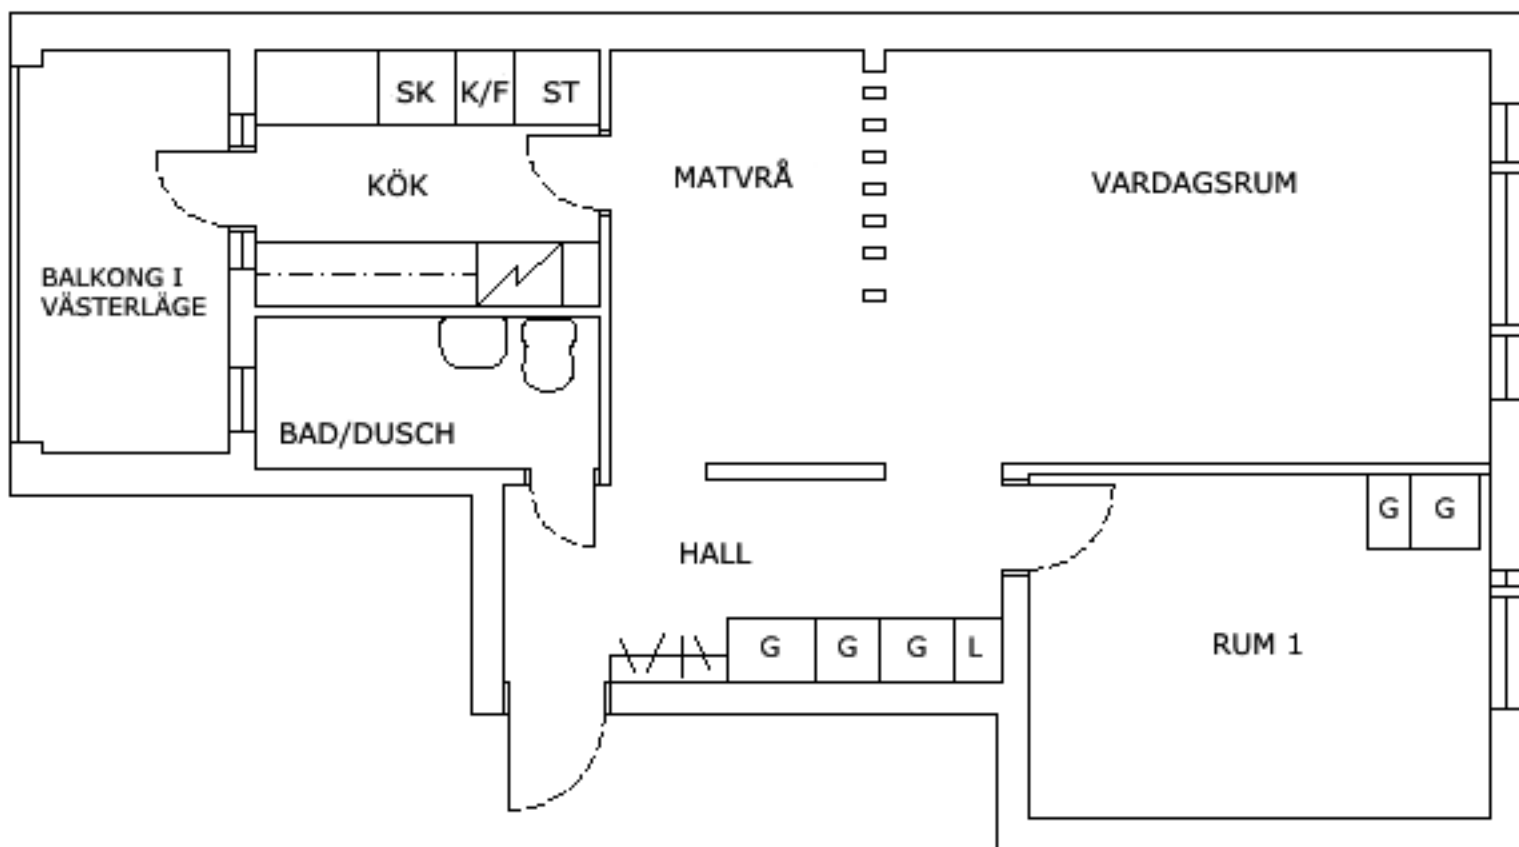 SK K/F ST
KÖK
MATVRÅ
VARDAGSRUM
BALKONG I
VÄSTERLÄGE
BAD/DUSCH
HALL
G G
G G G L
RUM 1